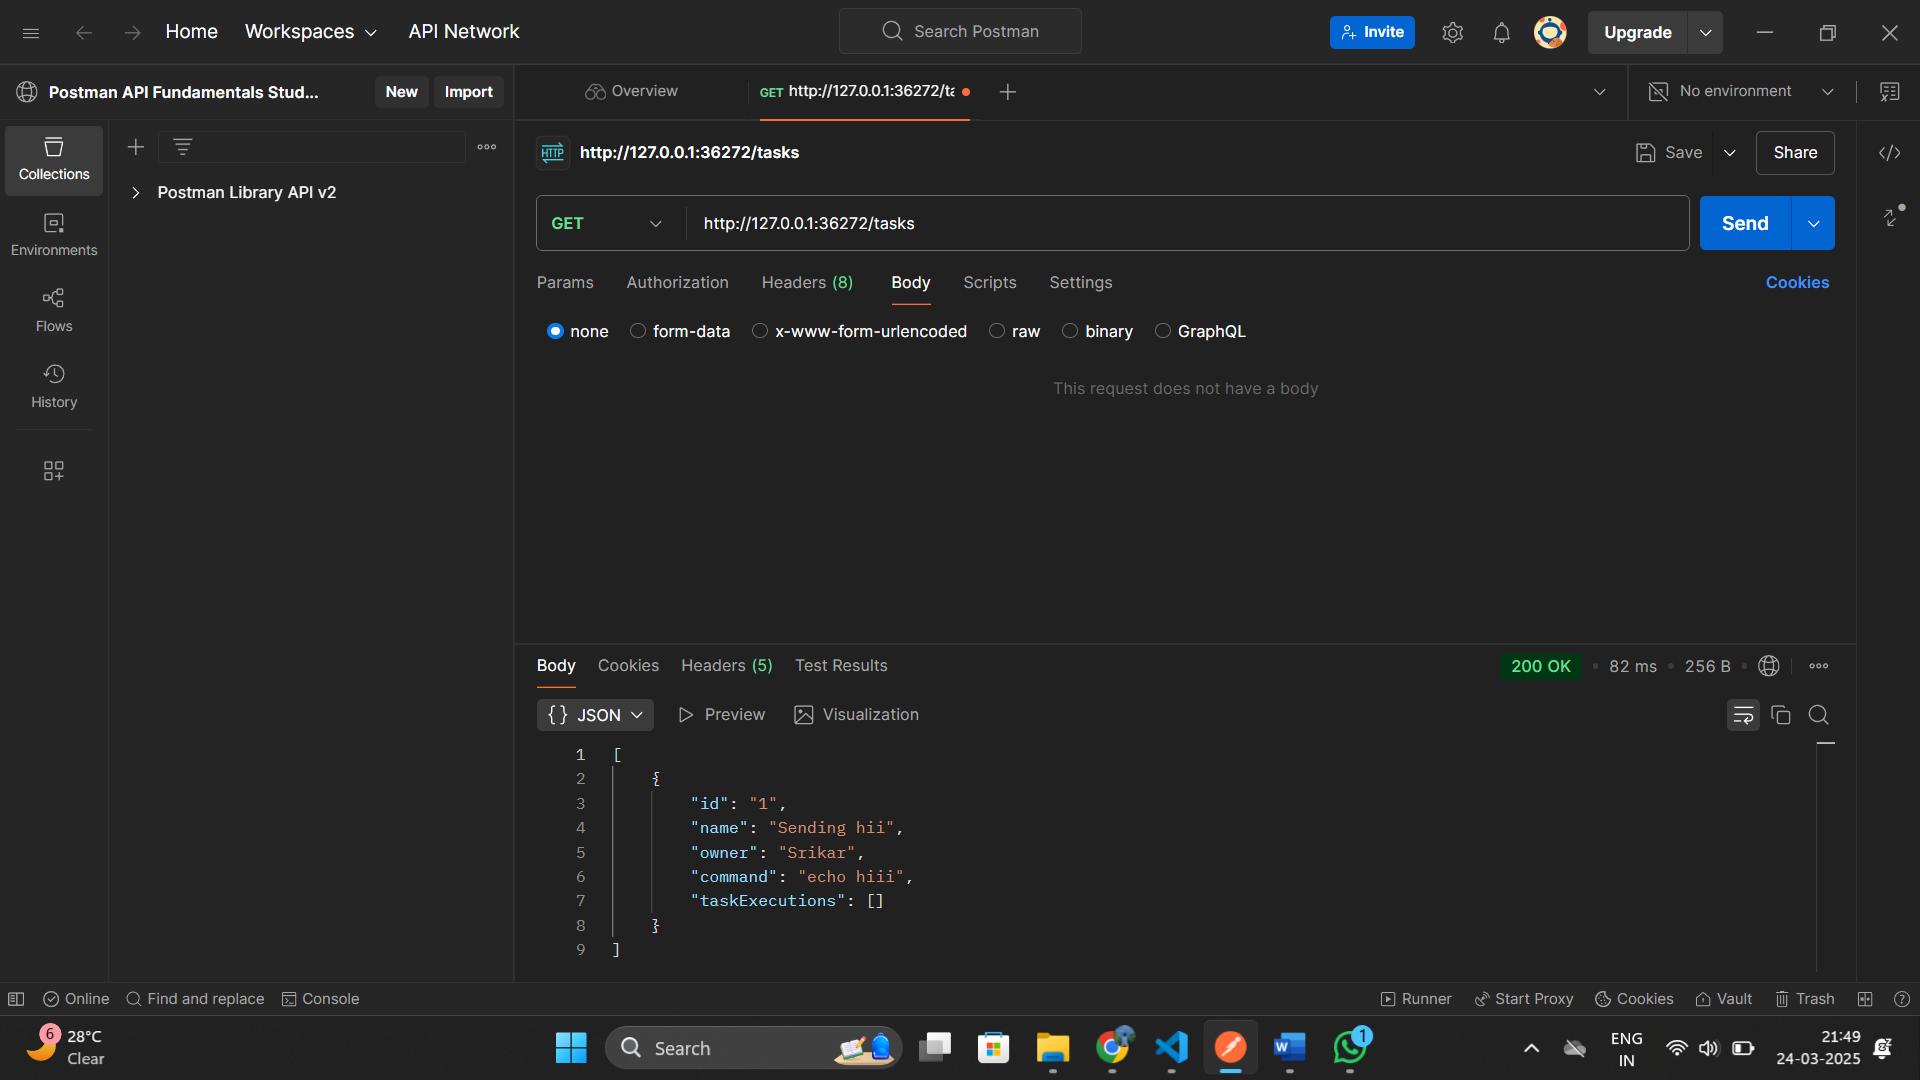 Home Workspaces API Network Search Postman Invite Upgrade
Postman API Fundamentals Stud... New Import Overview GET http://127.0.0.1:36272/ta No environment
HTTP http://127.0.0.1:36272/tasks Save Share
Collections
Postman Library API v2
GET http://127.0.0.1:36272/tasks Send
Environments
Params Authorization Headers (8) Body Scripts Settings Cookies
Flows
none form-data x-www-form-urlencoded raw binary GraphQL
This request does not have a body
History
Body Cookies Headers (5) Test Results 200 OK • 82 ms • 256 B
{} JSON Preview Visualization
1 [
2 {
3 "id": "1",
4 "name": "Sending hii",
5 "owner": "Srikar",
6 "command": "echo hiii",
7 "taskExecutions": []
8 }
9 ]
Online Find and replace Console Runner Start Proxy Cookies Vault Trash
6 28°C
Clear
Search
1
ENG
IN
21:49
24-03-2025